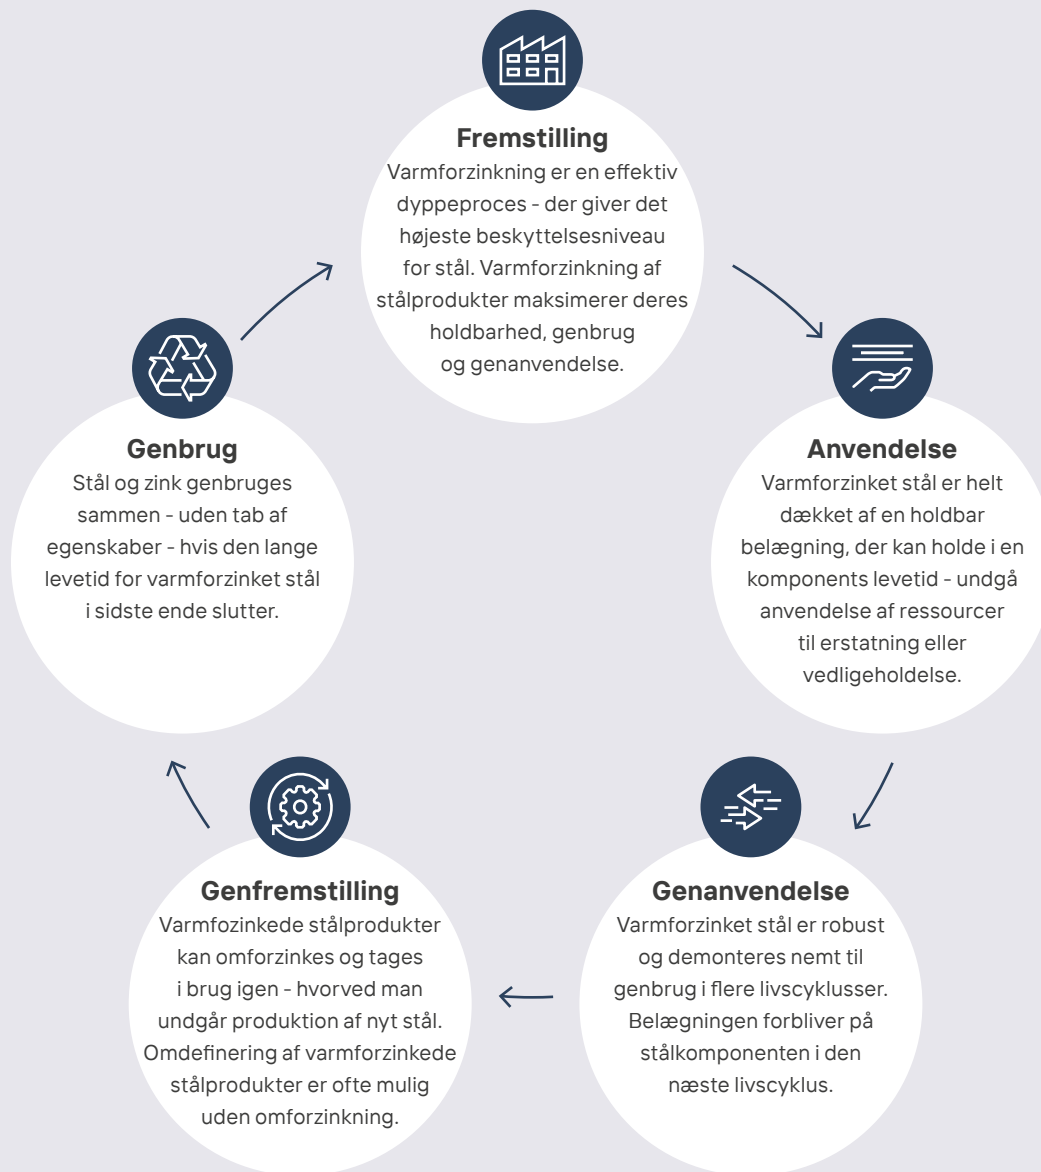 Fremstilling
Varmforzinkning er en effektiv
dyppeproces - der giver det
højeste beskyttelsesniveau
for stål. Varmforzinkning af
stålprodukter maksimerer deres
holdbarhed, genbrug
og genanvendelse.
Anvendelse
Varmforzinket stål er helt
dækket af en holdbar
belægning, der kan holde i en
komponents levetid - undgå
anvendelse af ressourcer
til erstatning eller
vedligeholdelse.
Genanvendelse
Varmforzinket stål er robust
og demonteres nemt til
genbrug i flere livscyklusser.
Belægningen forbliver på
stålkomponenten i den
næste livscyklus.
Genfremstilling
Varmfozinkede stålprodukter
kan omforzinkes og tages
i brug igen - hvorved man
undgår produktion af nyt stål.
Omdefinering af varmforzinkede
stålprodukter er ofte mulig
uden omforzinkning.
Genbrug
Stål og zink genbruges
sammen - uden tab af
egenskaber - hvis den lange
levetid for varmforzinket stål
i sidste ende slutter.